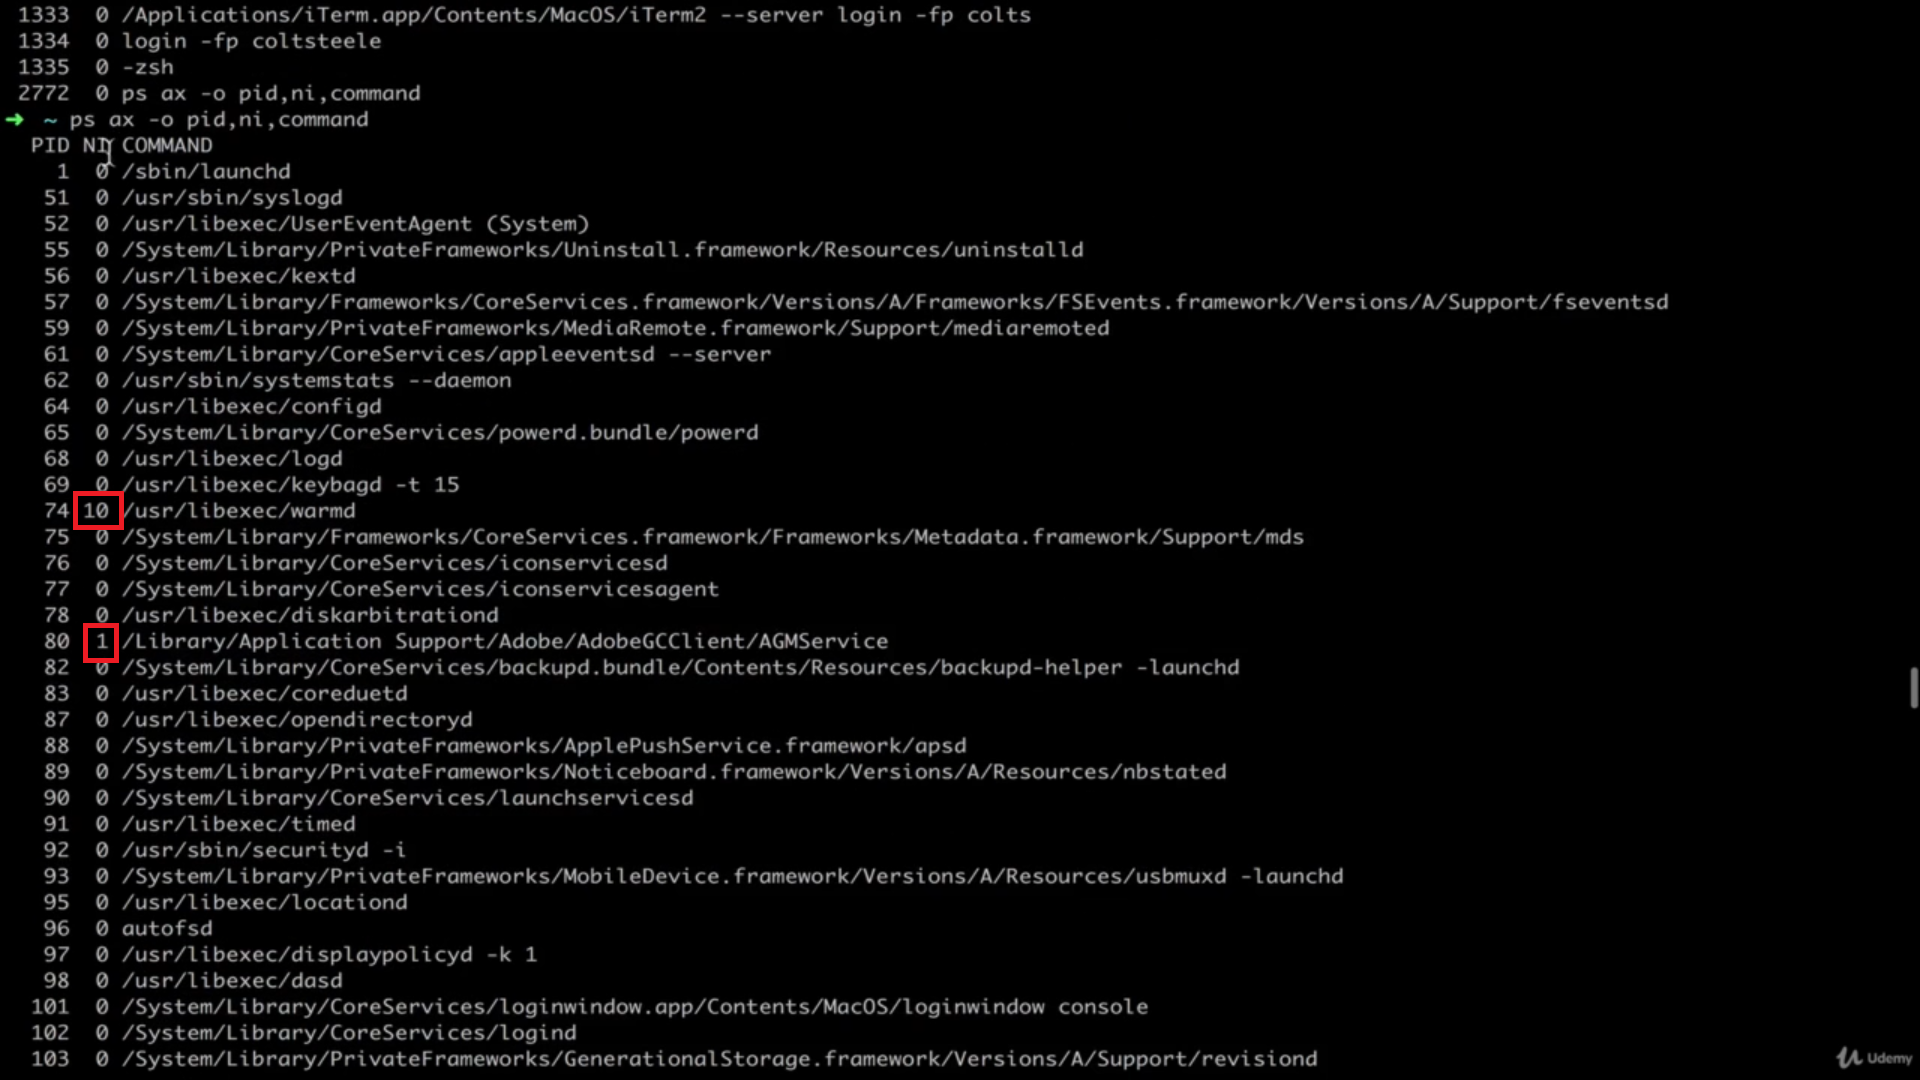 1333  0 /Applications/iTerm.app/Contents/MacOS/iTerm2 --server login -fp colts
1334  0 login -fp coltsteele
1335  0 -zsh
2772  0 ps ax -o pid,ni,command
➜  ~ ps ax -o pid,ni,command
PID NI COMMAND
1  0 /sbin/launchd
51  0 /usr/sbin/syslogd
52  0 /usr/libexec/UserEventAgent (System)
55  0 /System/Library/PrivateFrameworks/Uninstall.framework/Resources/uninstalld
56  0 /usr/libexec/kextd
57  0 /System/Library/Frameworks/CoreServices.framework/Versions/A/Frameworks/FSEvents.framework/Versions/A/Support/fseventsd
59  0 /System/Library/PrivateFrameworks/MediaRemote.framework/Support/mediaremoted
61  0 /System/Library/CoreServices/appleeventsd --server
62  0 /usr/sbin/systemstats --daemon
64  0 /usr/libexec/configd
65  0 /System/Library/CoreServices/powerd.bundle/powerd
68  0 /usr/libexec/logd
69  0 /usr/libexec/keybagd -t 15
74 10 /usr/libexec/warmd
75  0 /System/Library/Frameworks/CoreServices.framework/Frameworks/Metadata.framework/Support/mds
76  0 /System/Library/CoreServices/iconservicesd
77  0 /System/Library/CoreServices/iconservicesagent
78  0 /usr/libexec/diskarbitrationd
80  1 /Library/Application Support/Adobe/AdobeGCClient/AGMService
82  0 /System/Library/CoreServices/backupd.bundle/Contents/Resources/backupd-helper -launchd
83  0 /usr/libexec/coreduetd
87  0 /usr/libexec/opendirectoryd
88  0 /System/Library/PrivateFrameworks/ApplePushService.framework/apsd
89  0 /System/Library/PrivateFrameworks/Noticeboard.framework/Versions/A/Resources/nbstated
90  0 /System/Library/CoreServices/launchservicesd
91  0 /usr/libexec/timed
92  0 /usr/sbin/securityd -i
93  0 /System/Library/PrivateFrameworks/MobileDevice.framework/Versions/A/Resources/usbmuxd -launchd
95  0 /usr/libexec/locationd
96  0 autofsd
97  0 /usr/libexec/displaypolicyd -k 1
98  0 /usr/libexec/dasd
101  0 /System/Library/CoreServices/loginwindow.app/Contents/MacOS/loginwindow console
102  0 /System/Library/CoreServices/logind
103  0 /System/Library/PrivateFrameworks/GenerationalStorage.framework/Versions/A/Support/revisiond
Udemy